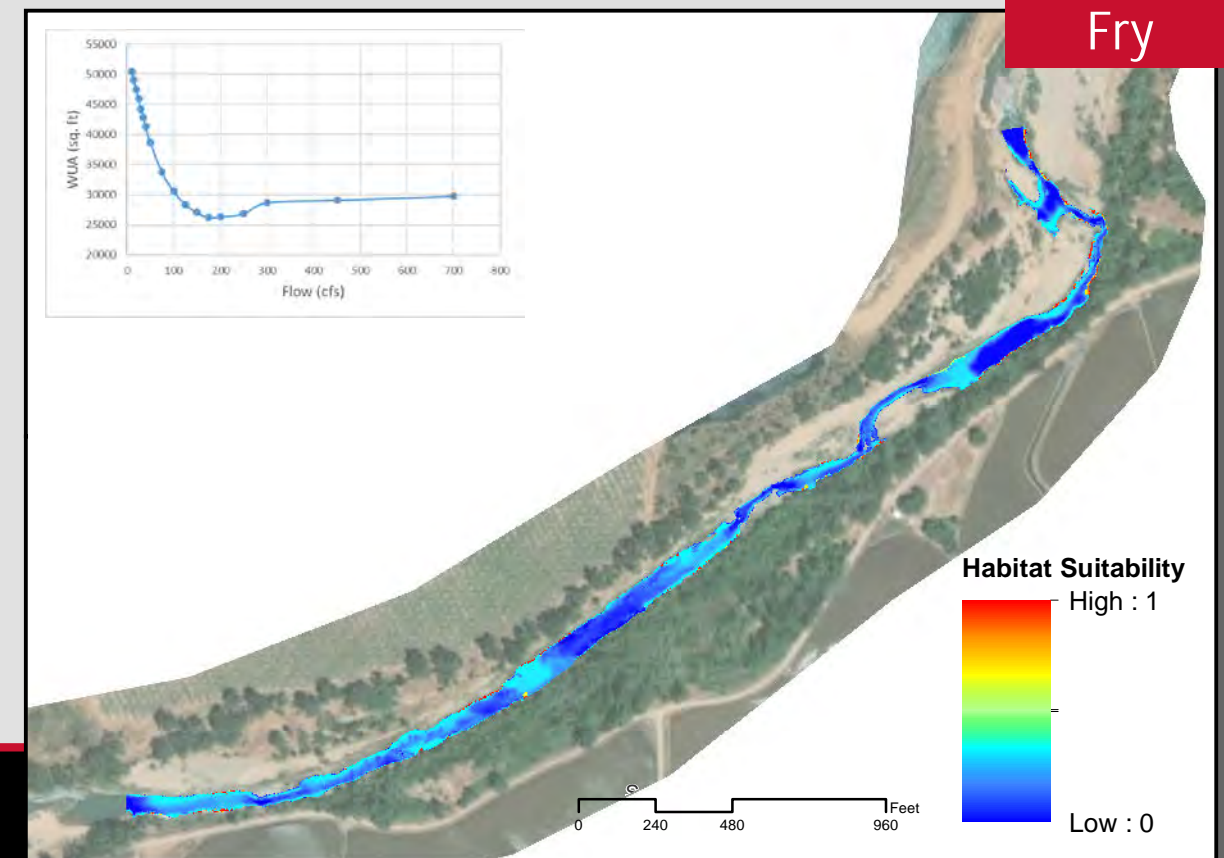 Fry
55000
50000
45000
40000
35000
30000
25000
20000
WUA (sq. ft)
0 100 200 300 400 500 600 700 800
Flow (cfs)
Habitat Suitability
High : 1
Low : 0
Feet
0 240 480 960